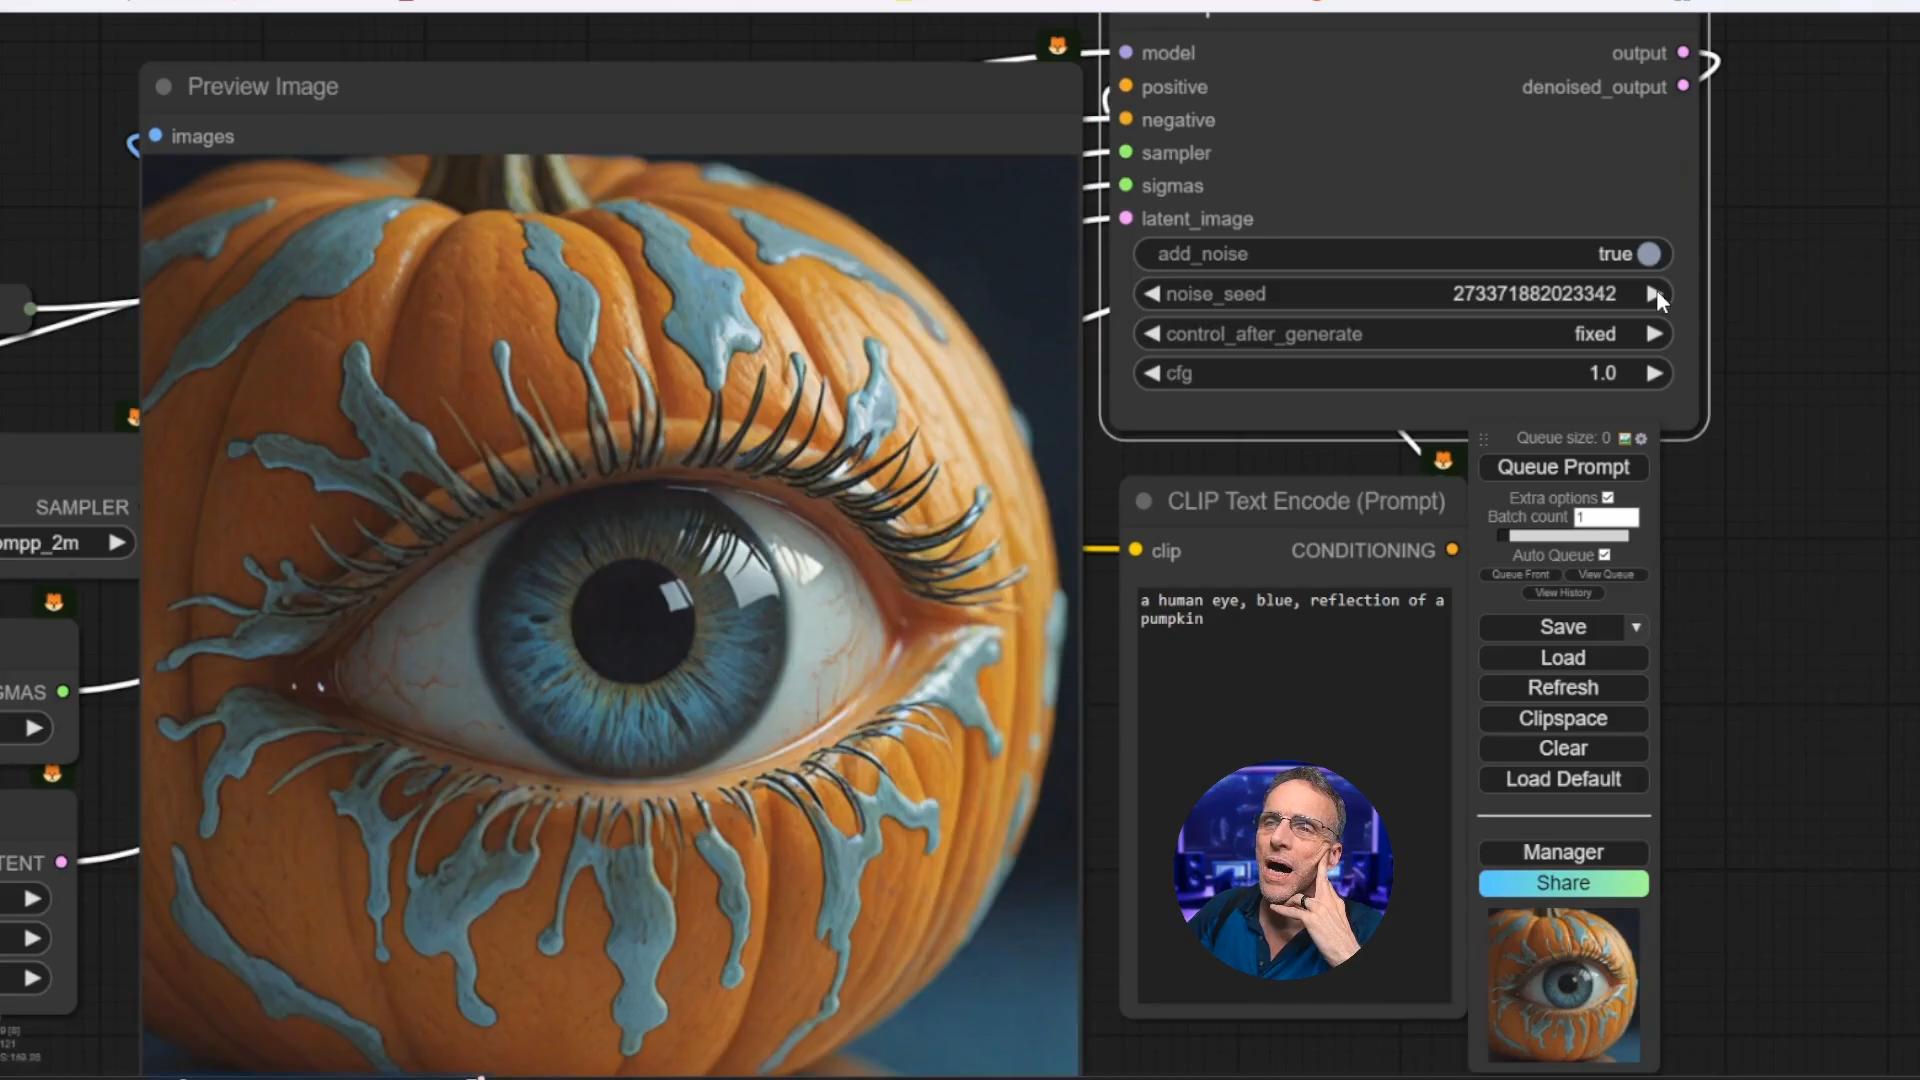 Preview Image
images
model
positive
negative
sampler
sigmas
latent_image
output
denoised_output
add_noise true
noise_seed 273371882023342
control_after_generate fixed
cfg 1.0
SAMPLER
mpp_2m
GMAS
TENT
CLIP Text Encode (Prompt)
clip CONDITIONING
a human eye, blue, reflection of a
pumpkin
Queue size: 0
Queue Prompt
Extra options
Batch count 1
Auto Queue
Queue Front View Queue
View History
Save
Load
Refresh
Clipspace
Clear
Load Default
Manager
Share